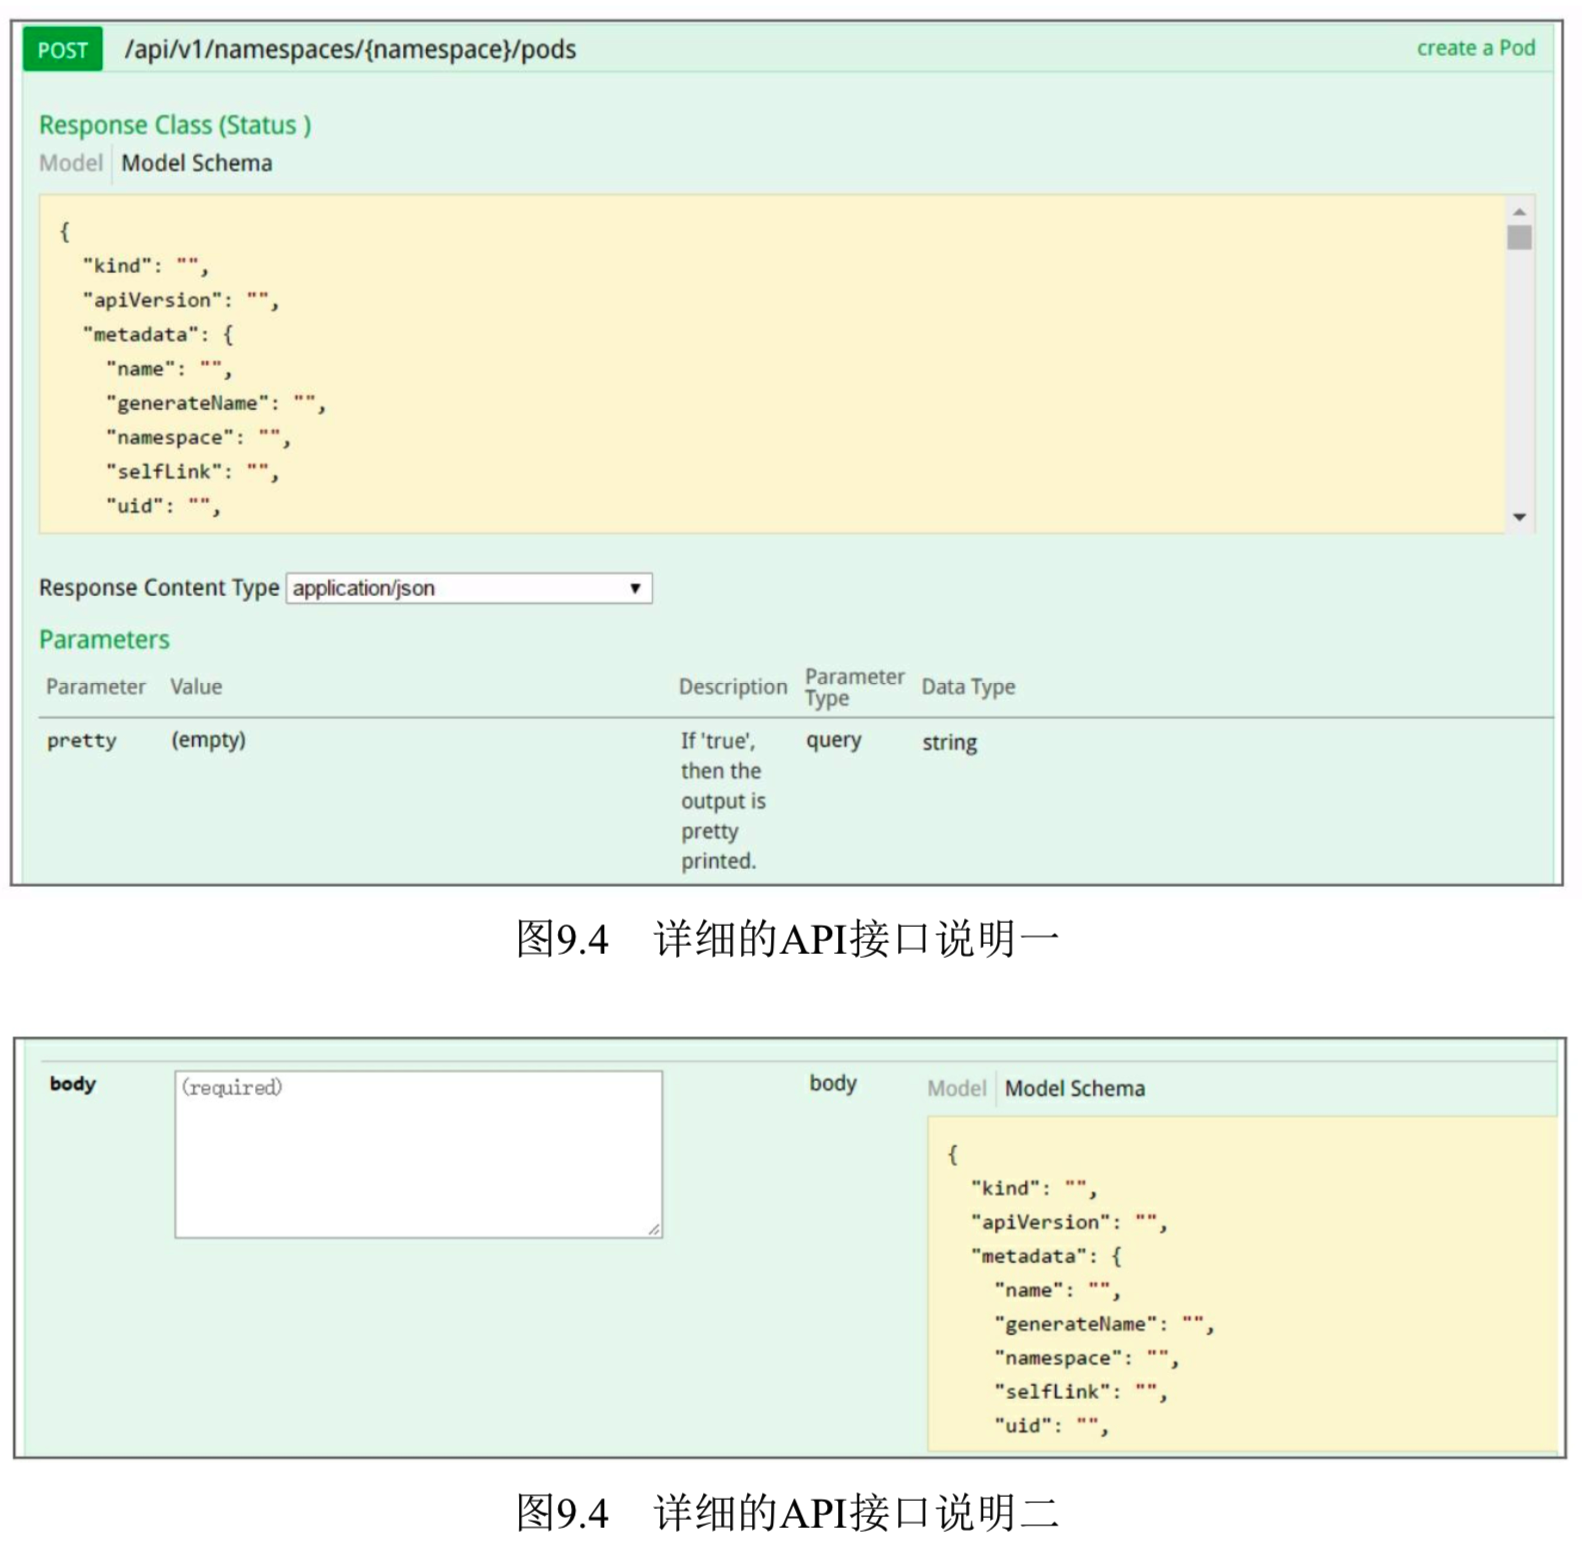 POST /api/v1/namespaces/{namespace}/pods create a Pod
Response Class (Status )
Model Model Schema
{
"kind": "",
"apiVersion": "",
"metadata": {
"name": "",
"generateName": "",
"namespace": "",
"selfLink": "",
"uid": "",
Response Content Type application/json
Parameters
Parameter Value Description Parameter Type Data Type
pretty (empty) If 'true', query string
then the
output is
pretty
printed.
图9.4 详细的API接口说明一
body (required) body Model Model Schema
{
"kind": "",
"apiVersion": "",
"metadata": {
"name": "",
"generateName": "",
"namespace": "",
"selfLink": "",
"uid": "",
图9.4 详细的API接口说明二